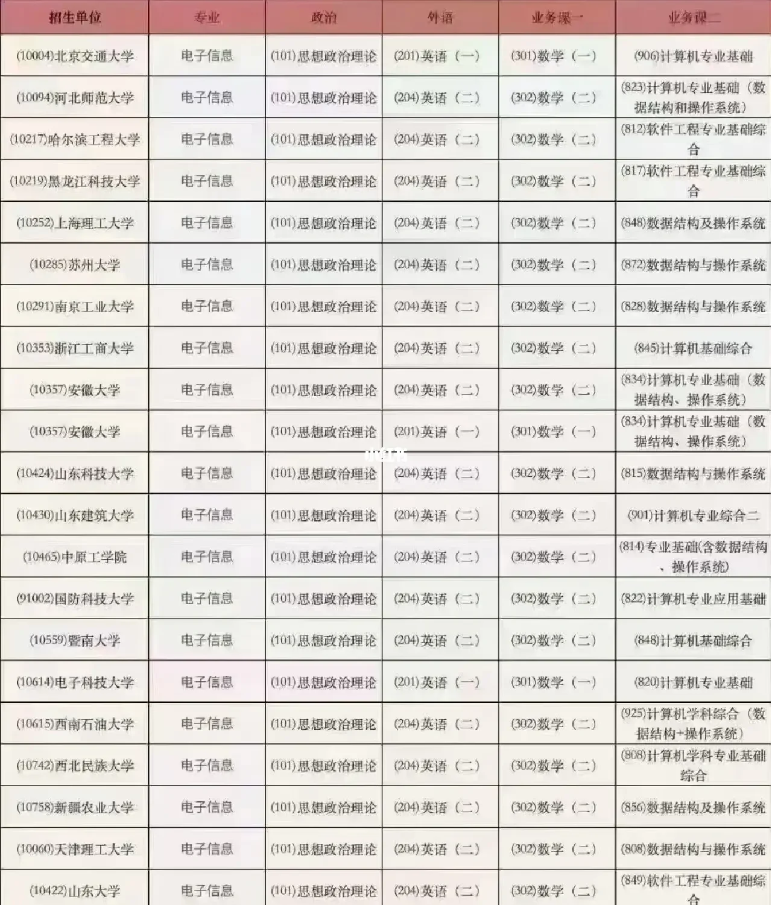 招生单位 专业 政治 外语 业务课一 业务课二
(10004)北京交通大学 电子信息 (101)思想政治理论 (201)英语（一） (301)数学（一） (906)计算机专业基础
(10094)河北师范大学 电子信息 (101)思想政治理论 (204)英语（二） (302)数学（二） (823)计算机专业基础（数
据结构和操作系统）
(10217)哈尔滨工程大学 电子信息 (101)思想政治理论 (204)英语（二） (302)数学（二） (812)软件工程专业基础综
合
(10219)黑龙江科技大学 电子信息 (101)思想政治理论 (204)英语（二） (302)数学（二） (817)软件工程专业基础综
合
(10252)上海理工大学 电子信息 (101)思想政治理论 (204)英语（二） (302)数学（二） (848)数据结构及操作系统
(10285)苏州大学 电子信息 (101)思想政治理论 (204)英语（二） (302)数学（二） (872)数据结构与操作系统
(10291)南京工业大学 电子信息 (101)思想政治理论 (204)英语（二） (302)数学（二） (828)数据结构与操作系统
(10353)浙江工商大学 电子信息 (101)思想政治理论 (204)英语（二） (302)数学（二） (845)计算机基础综合
(10357)安徽大学 电子信息 (101)思想政治理论 (204)英语（二） (302)数学（二） (834)计算机专业基础（数
据结构、操作系统）
(10357)安徽大学 电子信息 (101)思想政治理论 (201)英语（一） (301)数学（一） (834)计算机专业基础（数
据结构、操作系统）
(10424)山东科技大学 电子信息 (101)思想政治理论 (204)英语（二） (302)数学（二） (815)数据结构与操作系统
(10430)山东建筑大学 电子信息 (101)思想政治理论 (204)英语（二） (302)数学（二） (901)计算机专业综合二
(10465)中原工学院 电子信息 (101)思想政治理论 (204)英语（二） (302)数学（二） (814)专业基础(含数据结构
、操作系统)
(91002)国防科技大学 电子信息 (101)思想政治理论 (204)英语（二） (302)数学（二） (822)计算机专业应用基础
(10559)暨南大学 电子信息 (101)思想政治理论 (204)英语（二） (302)数学（二） (848)计算机基础综合
(10614)电子科技大学 电子信息 (101)思想政治理论 (201)英语（一） (301)数学（一） (820)计算机专业基础
(10615)西南石油大学 电子信息 (101)思想政治理论 (204)英语（二） (302)数学（二） (925)计算机学科综合（数
据结构+操作系统）
(10742)西北民族大学 电子信息 (101)思想政治理论 (204)英语（二） (302)数学（二） (808)计算机学科专业基础
综合
(10758)新疆农业大学 电子信息 (101)思想政治理论 (204)英语（二） (302)数学（二） (856)数据结构及操作系统
(10060)天津理工大学 电子信息 (101)思想政治理论 (204)英语（二） (302)数学（二） (808)数据结构与操作系统
(10422)山东大学 电子信息 (101)思想政治理论 (204)英语（二） (302)数学（二） (849)软件工程专业基础综
合